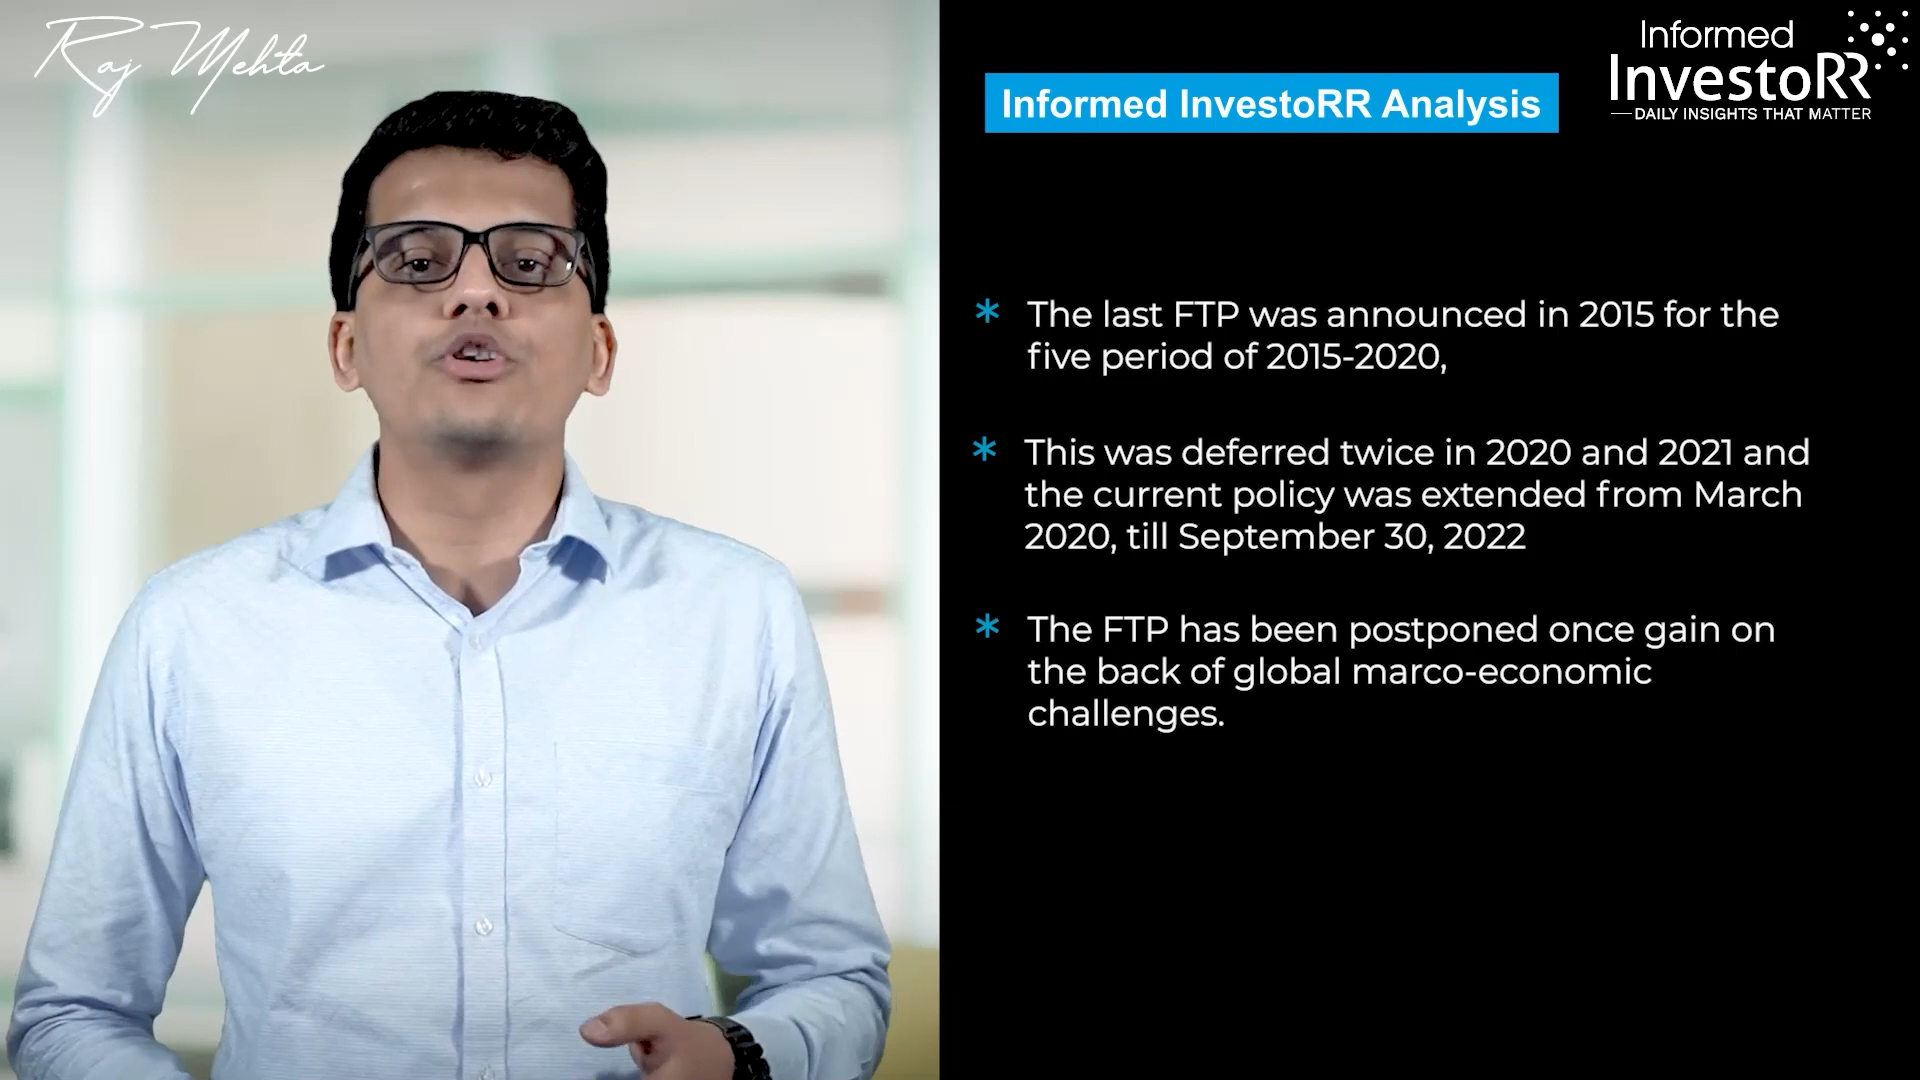 Raj Mehta
Informed
InvestoRR
DAILY INSIGHTS THAT MATTER
Informed InvestoRR Analysis
* The last FTP was announced in 2015 for the
five period of 2015-2020,
* This was deferred twice in 2020 and 2021 and
the current policy was extended from March
2020, till September 30, 2022
* The FTP has been postponed once gain on
the back of global marco-economic
challenges.